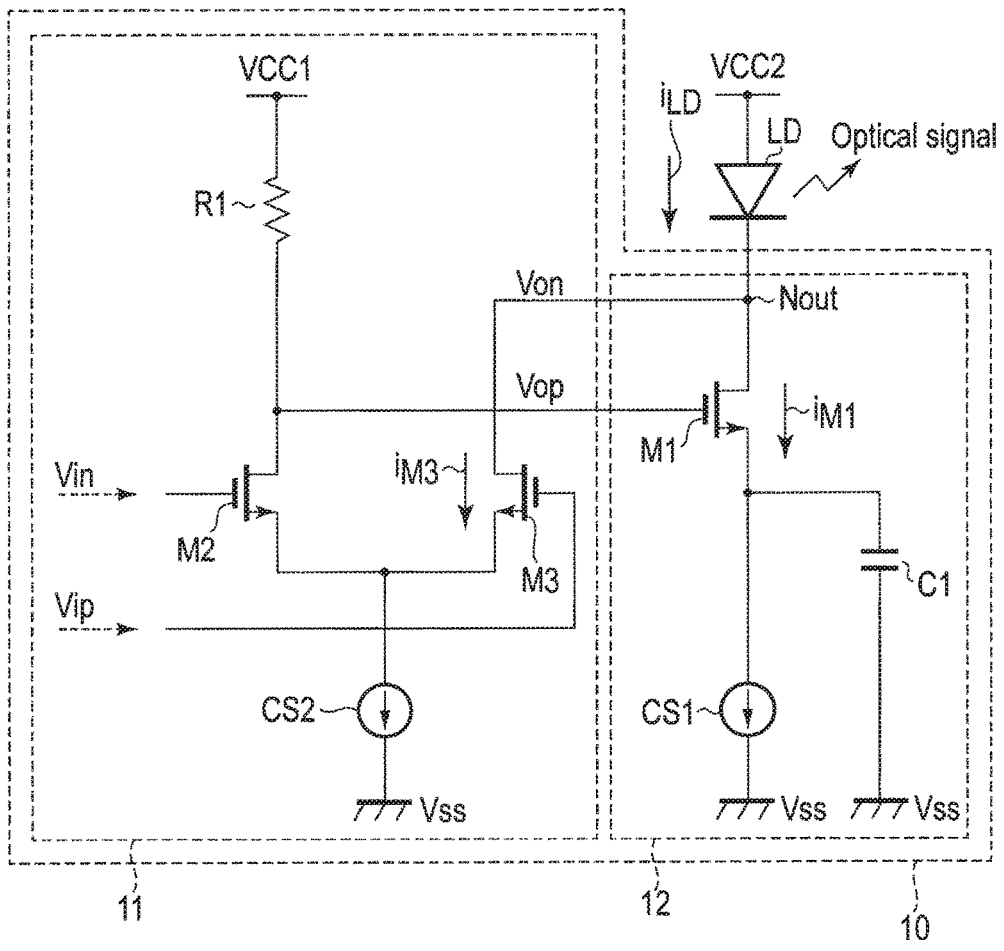 VCC1
VCC2
iLD
LD
Optical signal
R1
Von
Nout
Vop
M1
iM1
Vin
iM3
M2
M3
C1
Vip
CS2
CS1
Vss
Vss
Vss
11
12
10